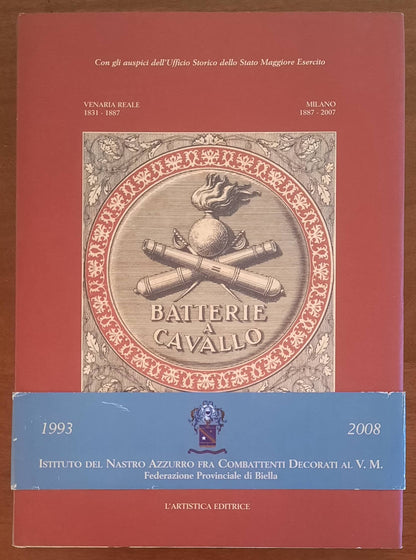 Con gli auspici dell'Ufficio Storico dello Stato Maggiore Esercito
VENARIA REALE
1831 - 1887
MILANO
1887 - 2007
BATTERIE
A
CAVALLO
1993
2008
ISTITUTO DEL NASTRO AZZURRO FRA COMBATTENTI DECORATI AL V. M.
Federazione Provinciale di Biella
L'ARTISTICA EDITRICE